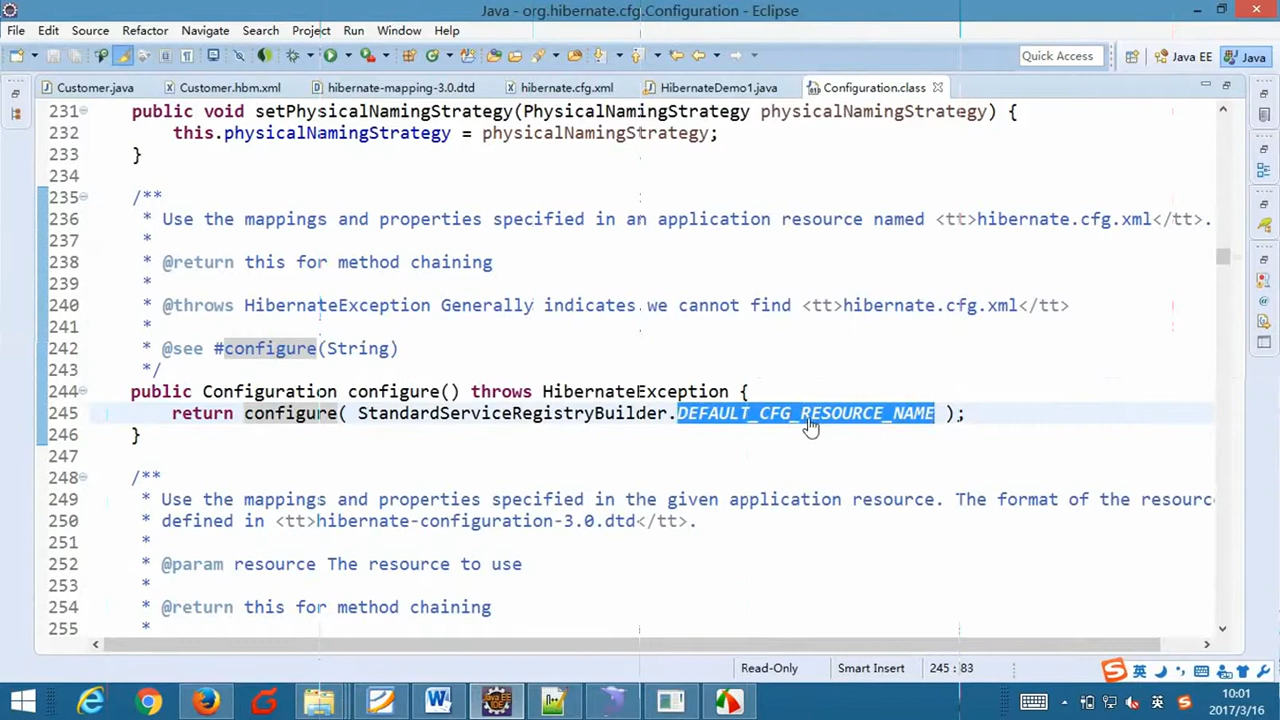 Java - org.hibernate.cfg.Configuration - Eclipse
File Edit Source Refactor Navigate Search Project Run Window Help
Quick Access Java EE Java
Customer.java Customer.hbm.xml hibernate-mapping-3.0.dtd hibernate.cfg.xml HibernateDemo1.java Configuration.class
231 public void setPhysicalNamingStrategy(PhysicalNamingStrategy physicalNamingStrategy) {
232 this.physicalNamingStrategy = physicalNamingStrategy;
233 }
234
235 /**
236 * Use the mappings and properties specified in an application resource named <tt>hibernate.cfg.xml</tt>.
237 *
238 * @return this for method chaining
239 *
240 * @throws HibernateException Generally indicates we cannot find <tt>hibernate.cfg.xml</tt>
241 *
242 * @see #configure(String)
243 */
244 public Configuration configure() throws HibernateException {
245 return configure( StandardServiceRegistryBuilder.DEFAULT_CFG_RESOURCE_NAME );
246 }
247
248 /**
249 * Use the mappings and properties specified in the given application resource. The format of the resourc
250 * defined in <tt>hibernate-configuration-3.0.dtd</tt>.
251 *
252 * @param resource The resource to use
253 *
254 * @return this for method chaining
255 *
Read-Only Smart Insert 245 : 83
英
英
10:01
2017/3/16